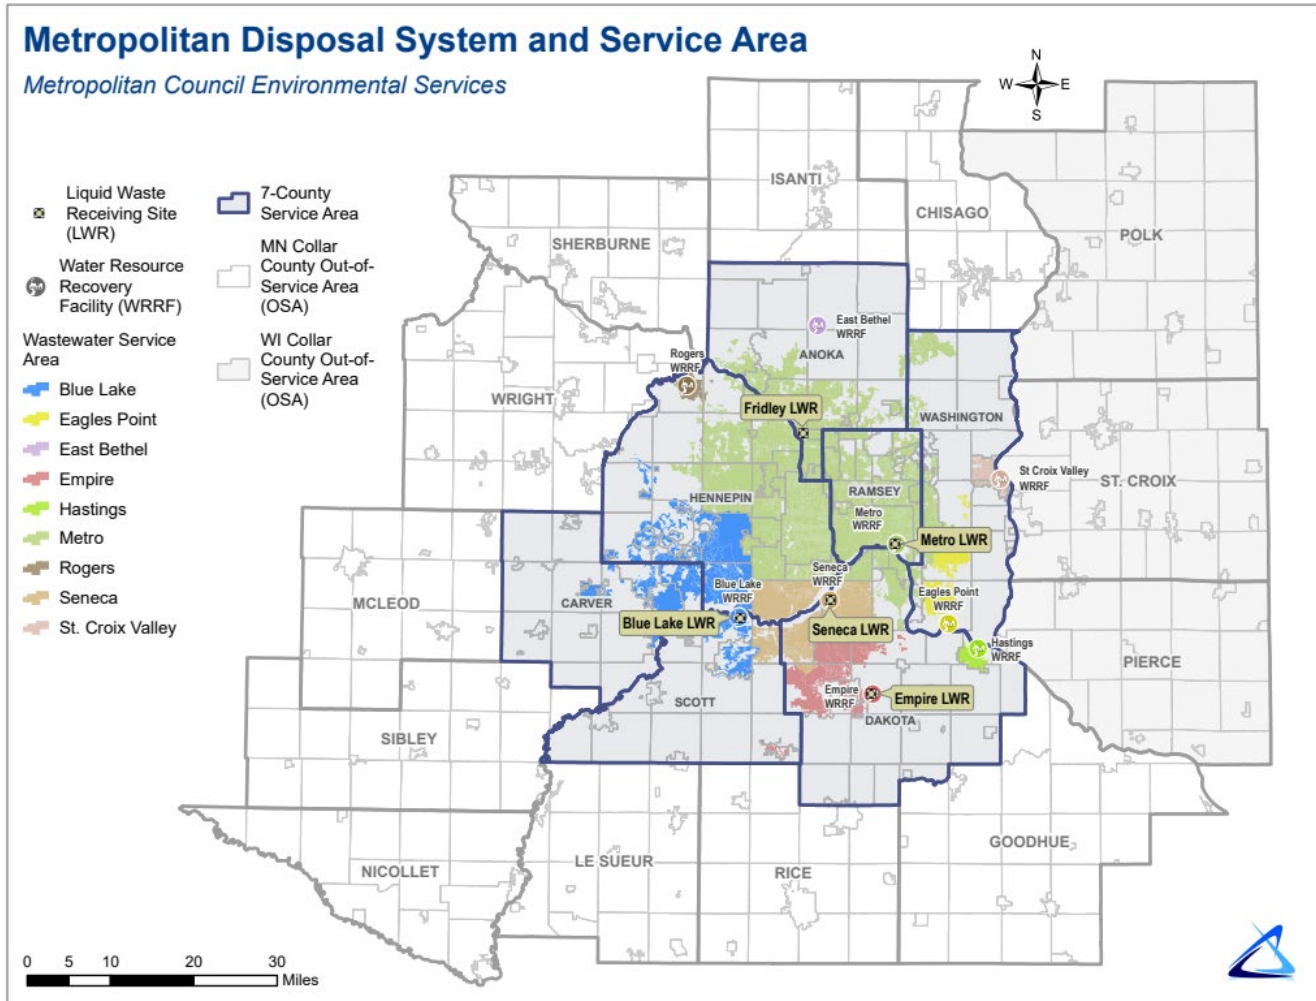 Metropolitan Disposal System and Service Area
Metropolitan Council Environmental Services
N
W E
S
Liquid Waste
Receiving Site
(LWR)
Water Resource
Recovery
Facility (WRRF)
Wastewater Service
Area
Blue Lake
Eagles Point
East Bethel
Empire
Hastings
Metro
Rogers
Seneca
St. Croix Valley
7-County
Service Area
MN Collar
County Out-of-
Service Area
(OSA)
WI Collar
County Out-of-
Service Area
(OSA)
ISANTI
CHISAGO
POLK
SHERBURNE
East Bethel
WRRF
ANOKA
Rogers
WRRF
WRIGHT
Fridley LWR
WASHINGTON
St Croix Valley
WRRF
ST. CROIX
HENNEPIN
RAMSEY
Metro
WRRF
Metro LWR
MCLEOD
CARVER
Blue Lake
WRRF
Seneca
WRRF
Eagles Point
WRRF
Blue Lake LWR
Seneca LWR
Hastings
WRRF
PIERCE
SCOTT
Empire
WRRF
Empire LWR
DAKOTA
SIBLEY
NICOLLET
LE SUEUR
RICE
GOODHUE
0 5 10 20 30
Miles